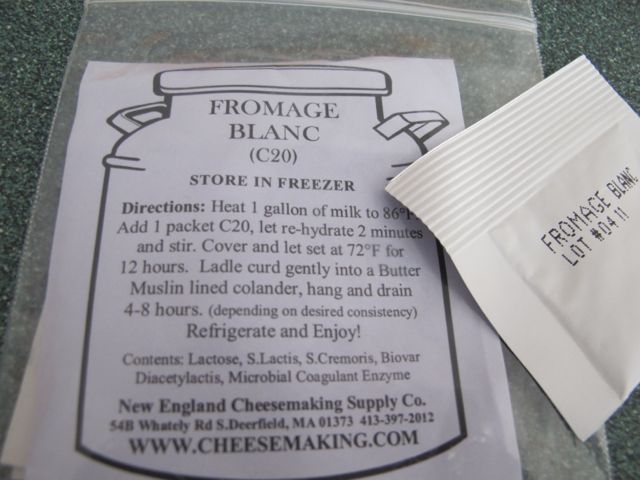 FROMAGE
BLANC
(C20)
STORE IN FREEZER
Directions: Heat 1 gallon of milk to 86°F.
Add 1 packet C20, let re-hydrate 2 minutes
and stir. Cover and let set at 72°F for
12 hours. Ladle curd gently into a Butter
Muslin lined colander, hang and drain
4-8 hours. (depending on desired consistency)
Refrigerate and Enjoy!
Contents: Lactose, S.Lactis, S.Cremoris, Biovar
Diacetylactis, Microbial Coagulant Enzyme
New England Cheesemaking Supply Co.
54B Whately Rd S.Deerfield, MA 01373 413-397-2012
WWW.CHEESEMAKING.COM
FROMAGE BLANC
LOT #04 11